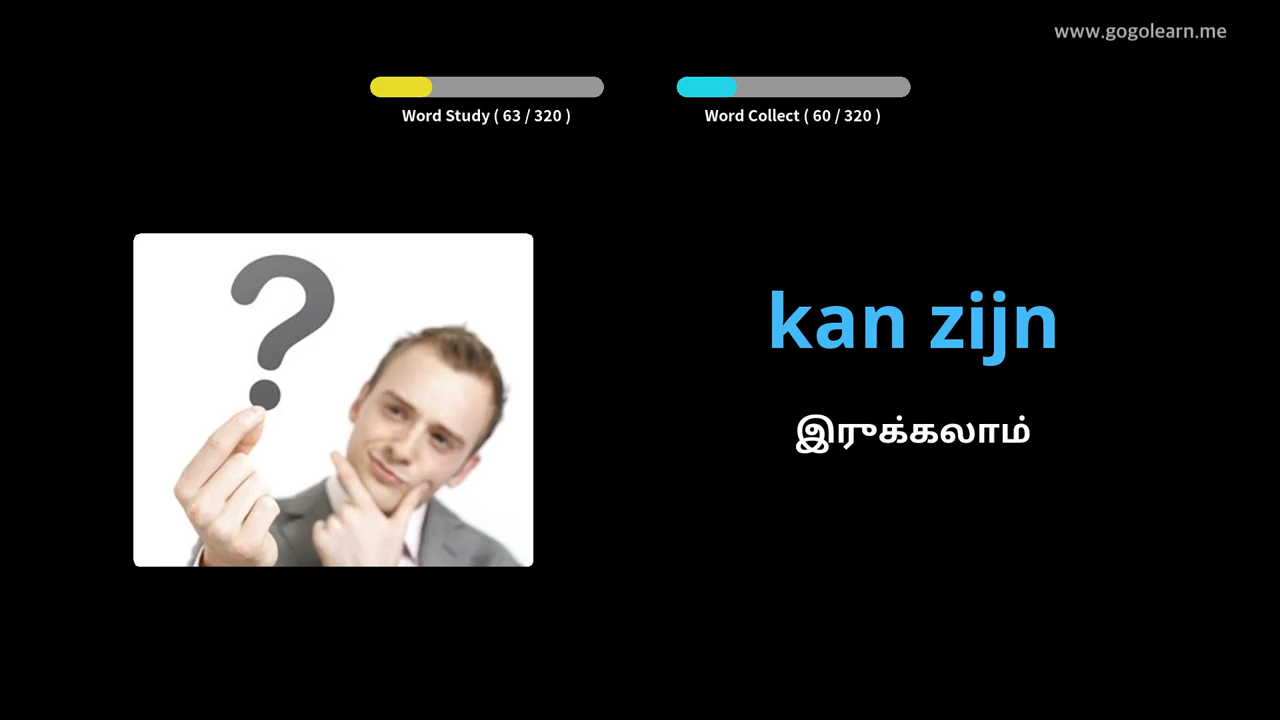 www.gogolearn.me
Word Study ( 63 / 320 )
Word Collect ( 60 / 320 )
?
kan zijn
இருக்கலாம்